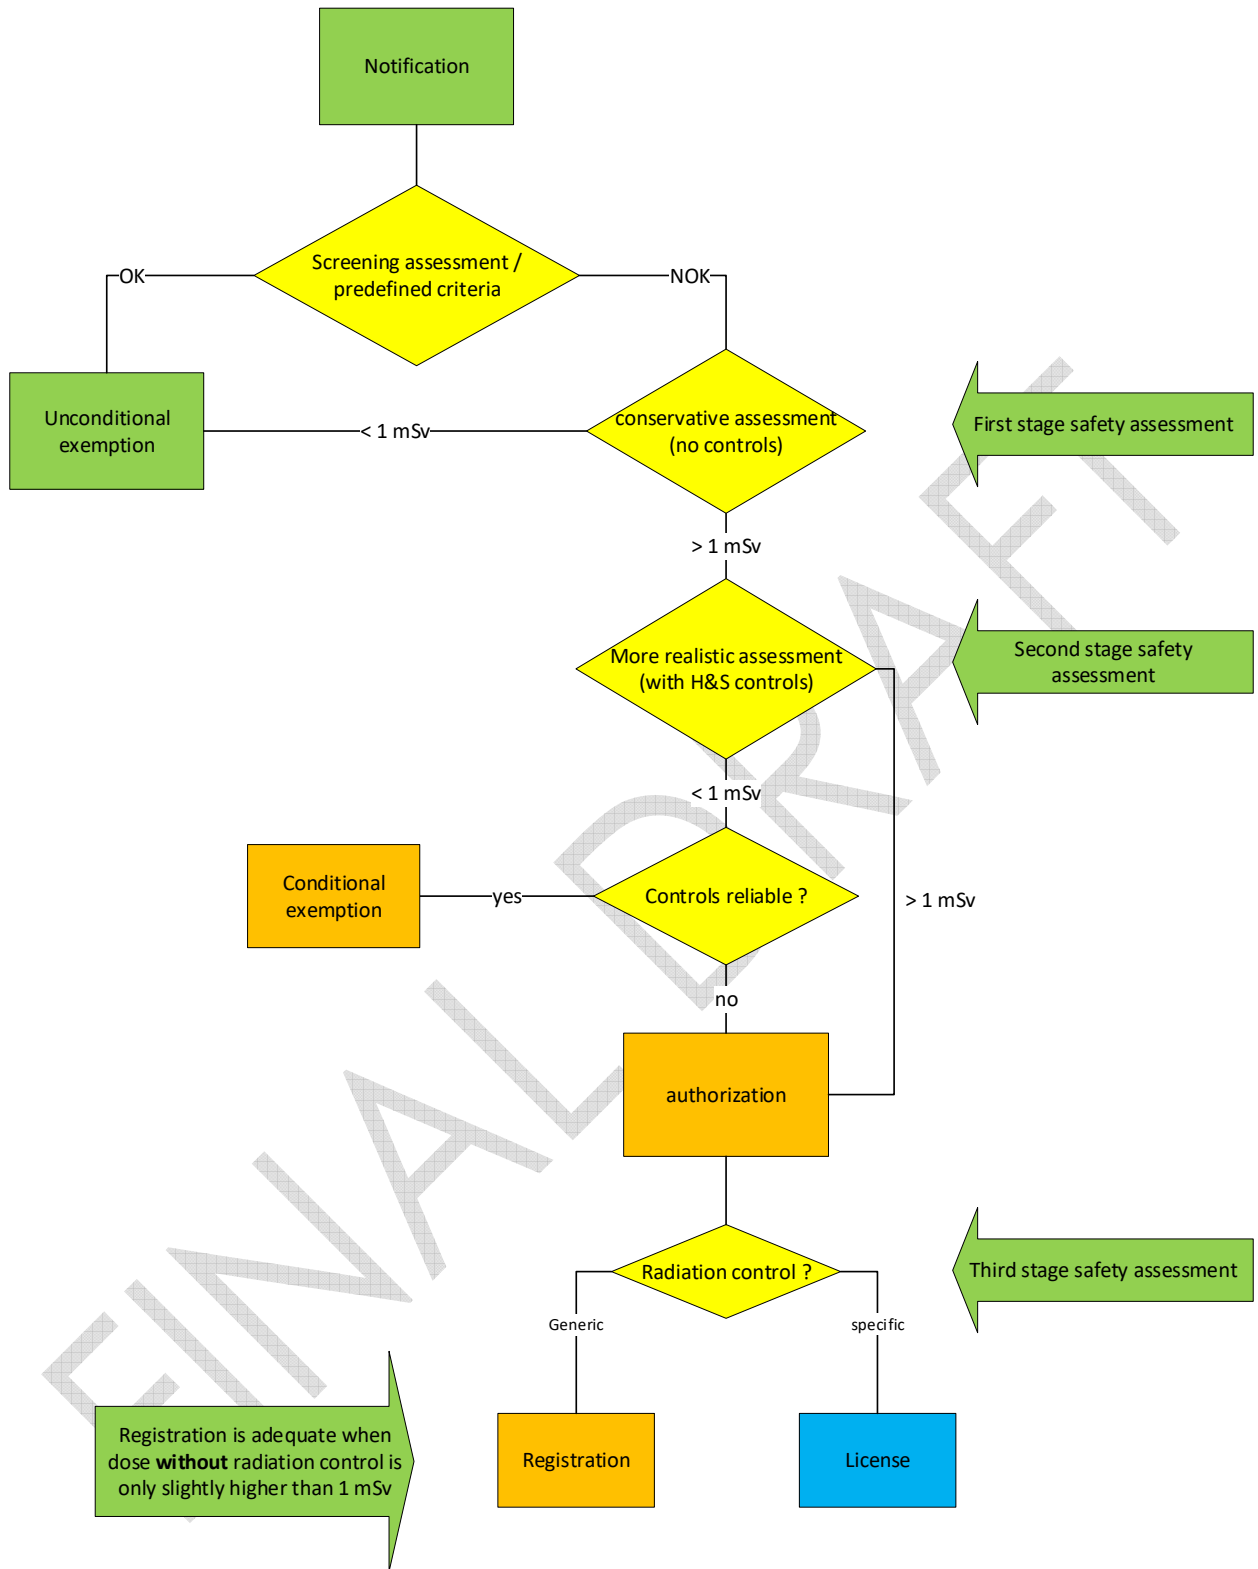 Notification
Screening assessment /
predefined criteria
OK
NOK
Unconditional
exemption
< 1 mSv
conservative assessment
(no controls)
First stage safety assessment
> 1 mSv
More realistic assessment
(with H&S controls)
Second stage safety
assessment
< 1 mSv
Conditional
exemption
yes
Controls reliable ?
> 1 mSv
no
authorization
Radiation control ?
Third stage safety assessment
Generic
specific
Registration is adequate when
dose without radiation control is
only slightly higher than 1 mSv
Registration
License
FINAL DRAFT